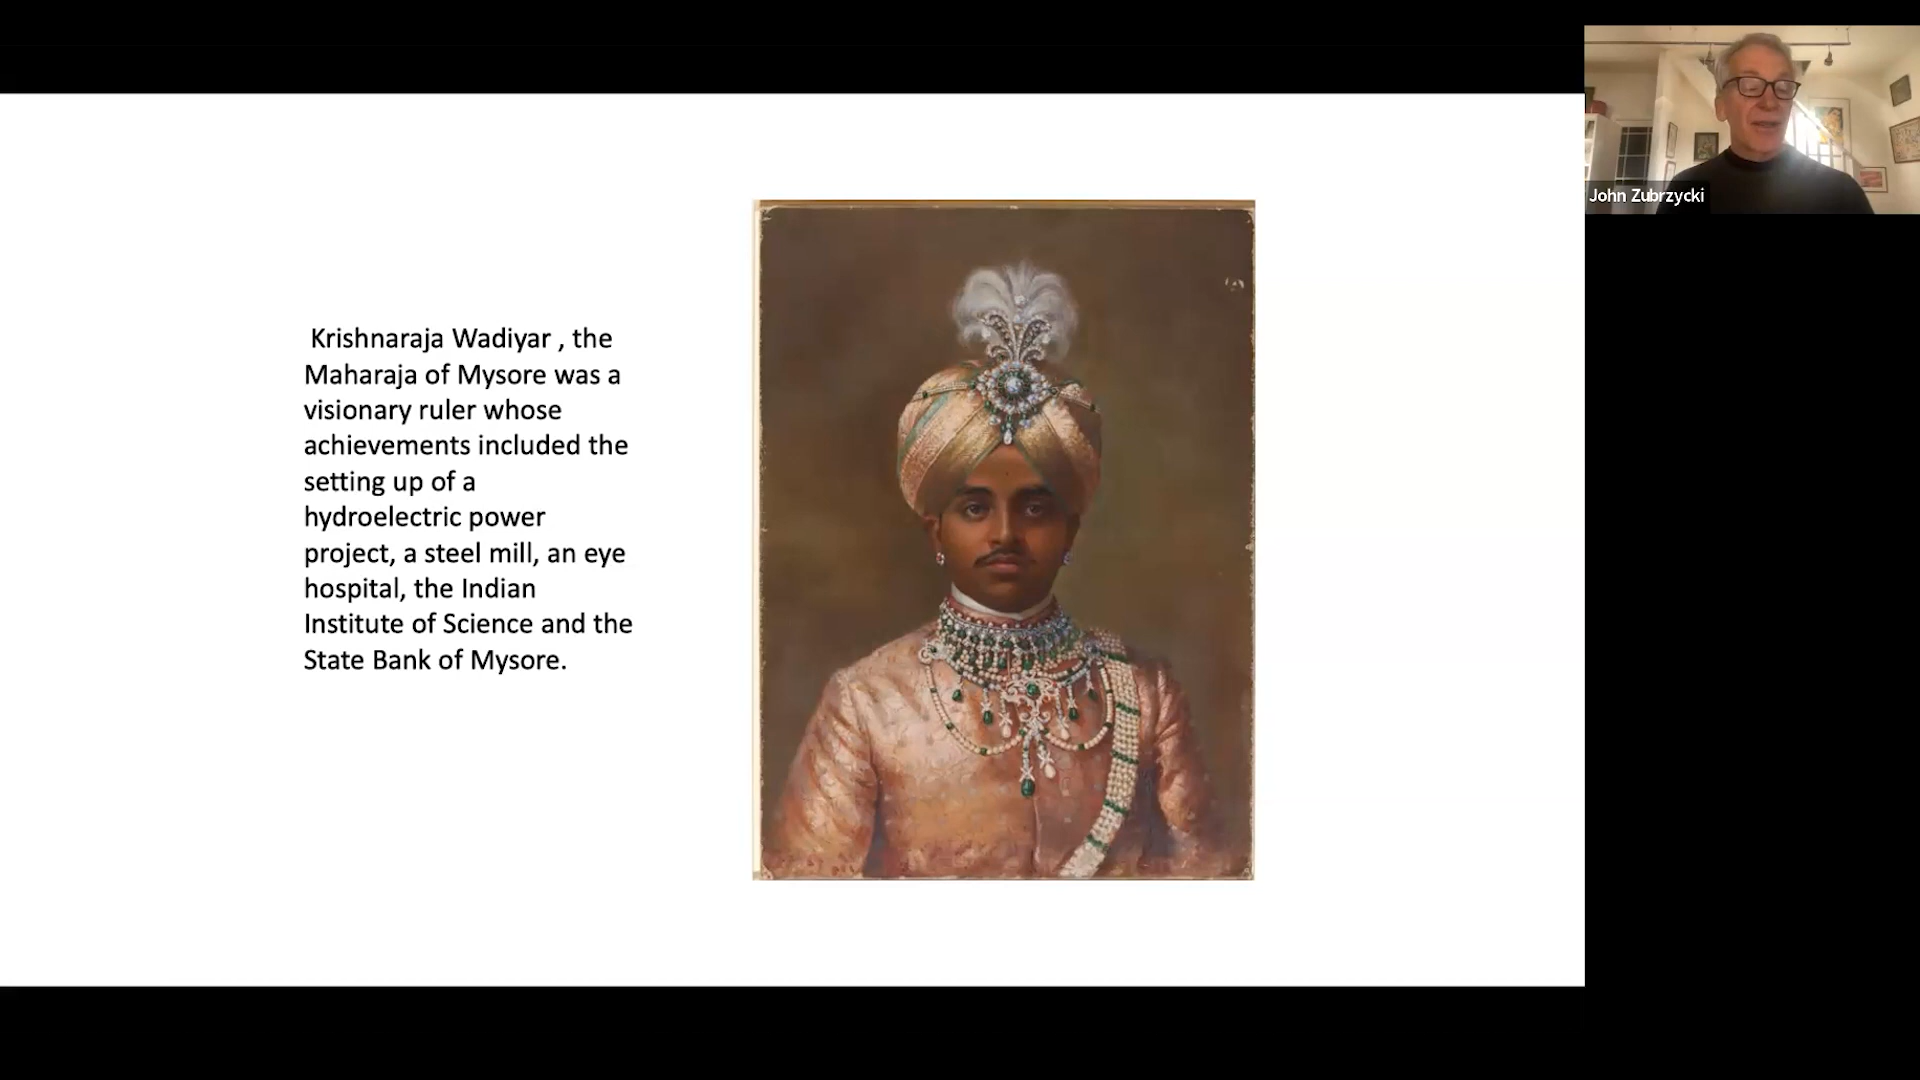 Krishnaraja Wadiyar , the
Maharaja of Mysore was a
visionary ruler whose
achievements included the
setting up of a
hydroelectric power
project, a steel mill, an eye
hospital, the Indian
Institute of Science and the
State Bank of Mysore.
John Zubrzycki